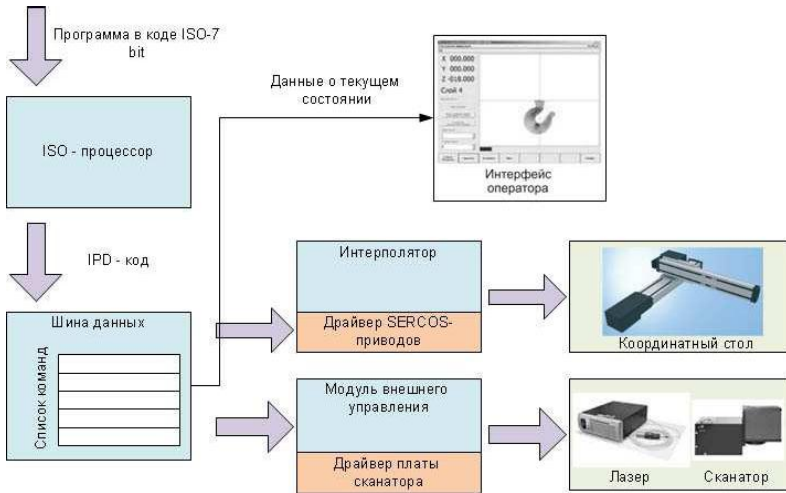 Программа в коде ISO-7
bit
ISO - процессор
Данные о текущем
состоянии
X 000.000
Y 000.000
Z -018.000
Слой 4
Интерфейс
оператора
IPD - код
Шина данных
Список команд
Интерполятор
Драйвер SERCOS-
приводов
Координатный стол
Модуль внешнего
управления
Драйвер платы
сканатора
Лазер
Сканатор